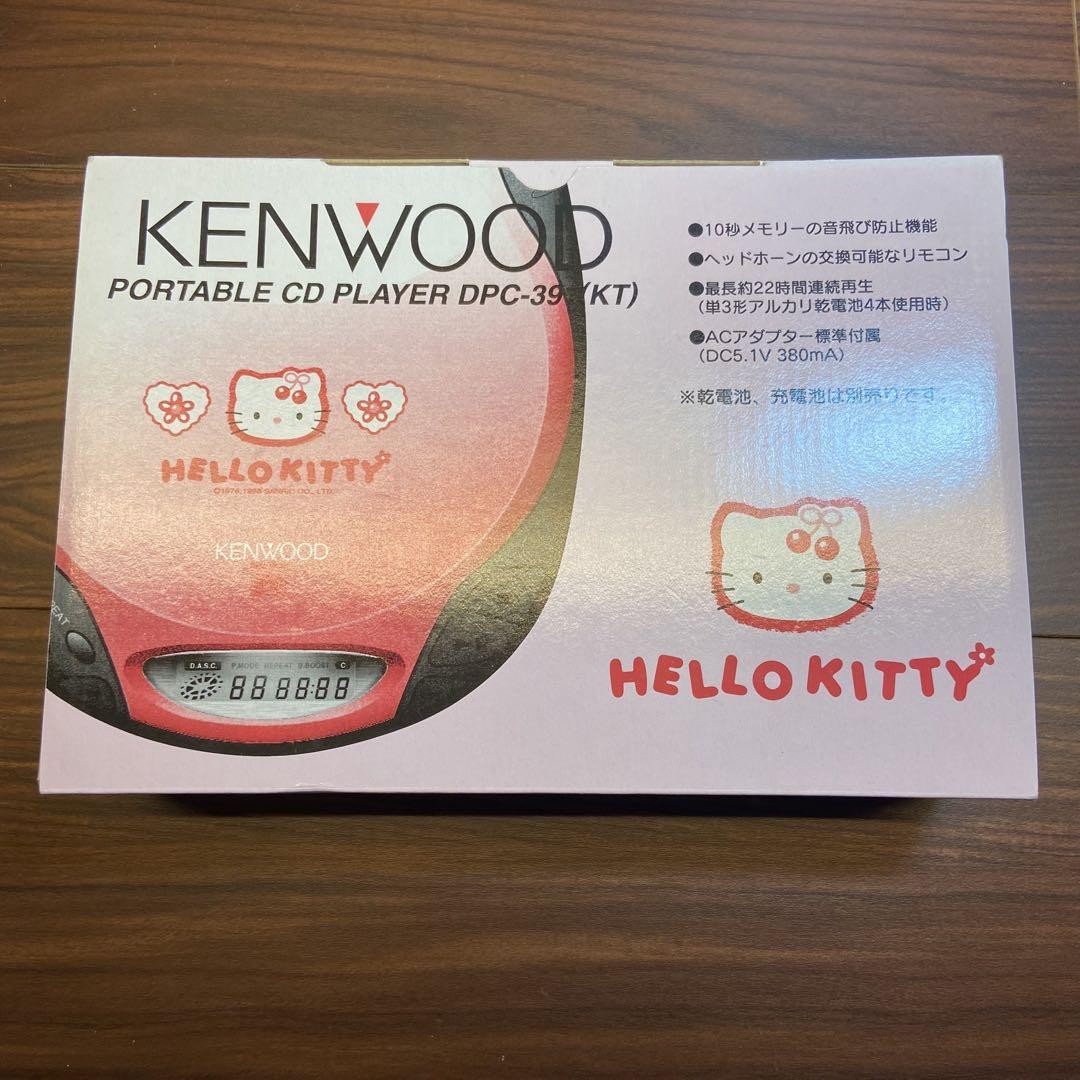 KENWOOD
PORTABLE CD PLAYER DPC-39 (KT)
●10秒メモリーの音飛び防止機能
●ヘッドホーンの交換可能なリモコン
●最長約22時間連続再生
(単3形アルカリ乾電池4本使用時)
●ACアダプター標準付属
(DC5.1V 380mA)
※乾電池、充電池は別売りです。
HELLO KITTY
SANRIO CO., LTD.
KENWOOD
D.A.S.C. P.MODE REPEAT B.BOOST C
88 88:88
HELLO KITTY